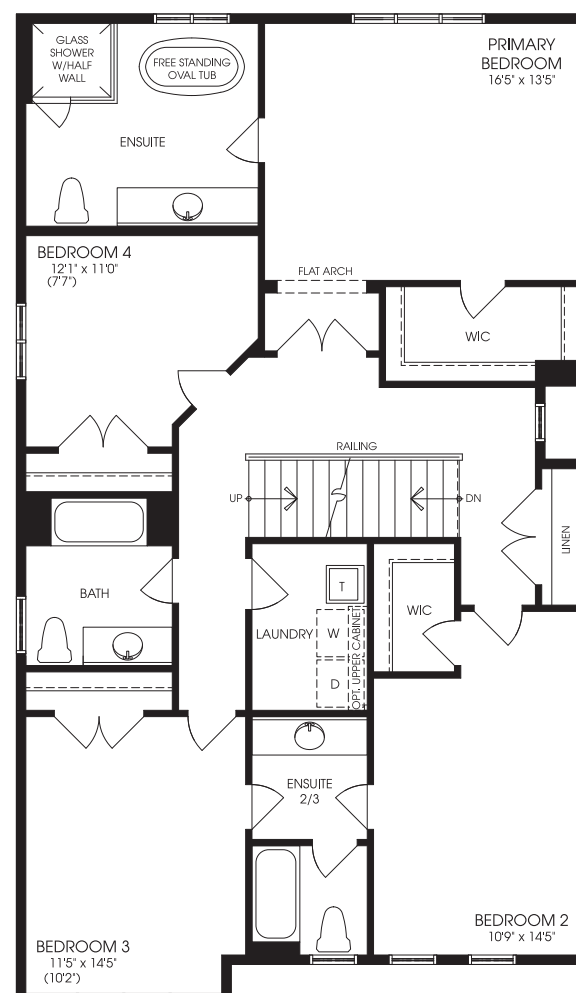 GLASS
SHOWER
W/HALF
WALL
FREE STANDING
OVAL TUB
PRIMARY
BEDROOM
16'5" x 13'5"
ENSUITE
BEDROOM 4
12'1" x 11'0"
(7'7")
FLAT ARCH
WIC
RAILING
UP
DN
LINEN
BATH
T
LAUNDRY
W
D
OPT. UPPER CABINET
WIC
ENSUITE
2/3
BEDROOM 2
10'9" x 14'5"
BEDROOM 3
11'5" x 14'5"
(10'2")